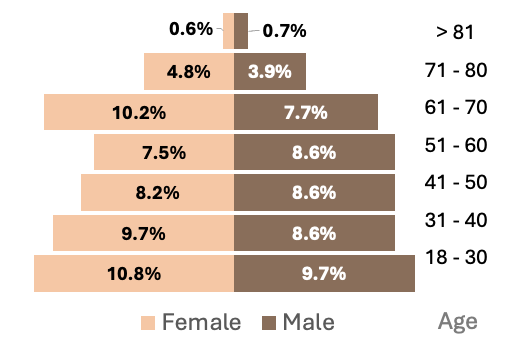 0.6% 0.7% > 81
4.8% 3.9% 71 - 80
10.2% 7.7% 61 - 70
7.5% 8.6% 51 - 60
8.2% 8.6% 41 - 50
9.7% 8.6% 31 - 40
10.8% 9.7% 18 - 30
Female Male Age